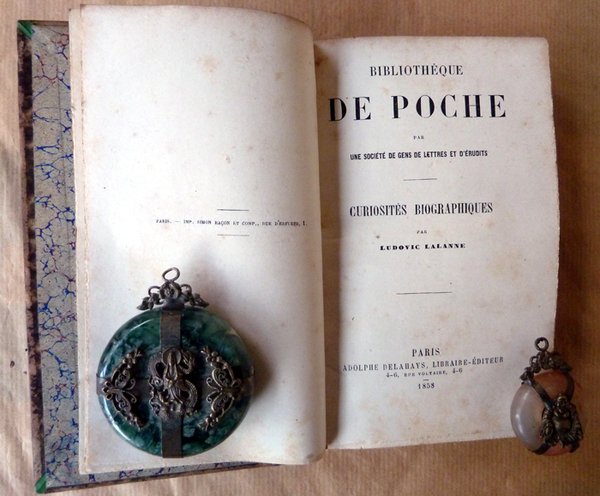 PARIS. — IMP. SIMON RAÇON ET COMP., RUE D'ERFURTH, 1.
BIBLIOTHÈQUE
DE POCHE
PAR
UNE SOCIÉTÉ DE GENS DE LETTRES ET D'ÉRUDITS
CURIOSITÉS BIOGRAPHIQUES
PAR
LUDOVIC LALANNE
PARIS
ADOLPHE DELAHAYS, LIBRAIRE-ÉDITEUR
4-6, RUE VOLTAIRE, 4-6
1858